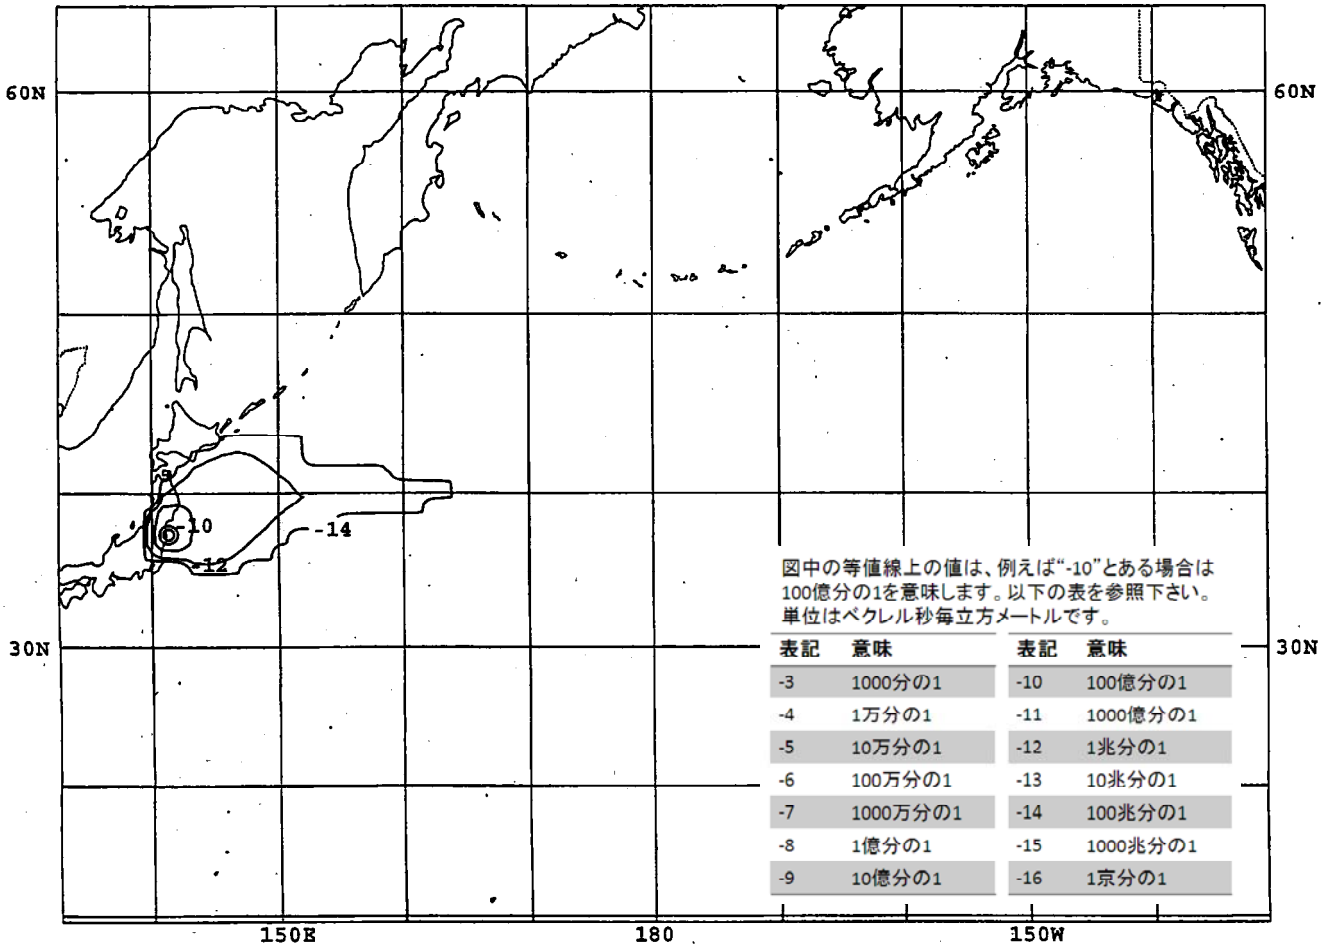 60N
60N
-10
-14
-12
図中の等値線上の値は、例えば“-10”とある場合は
100億分の1を意味します。以下の表を参照下さい。
単位はベクレル秒毎立方メートルです。
30N
30N
表記 意味 表記 意味
-3 1000分の1 -10 100億分の1
-4 1万分の1 -11 1000億分の1
-5 10万分の1 -12 1兆分の1
-6 100万分の1 -13 10兆分の1
-7 1000万分の1 -14 100兆分の1
-8 1億分の1 -15 1000兆分の1
-9 10億分の1 -16 1京分の1
150E 180 150W